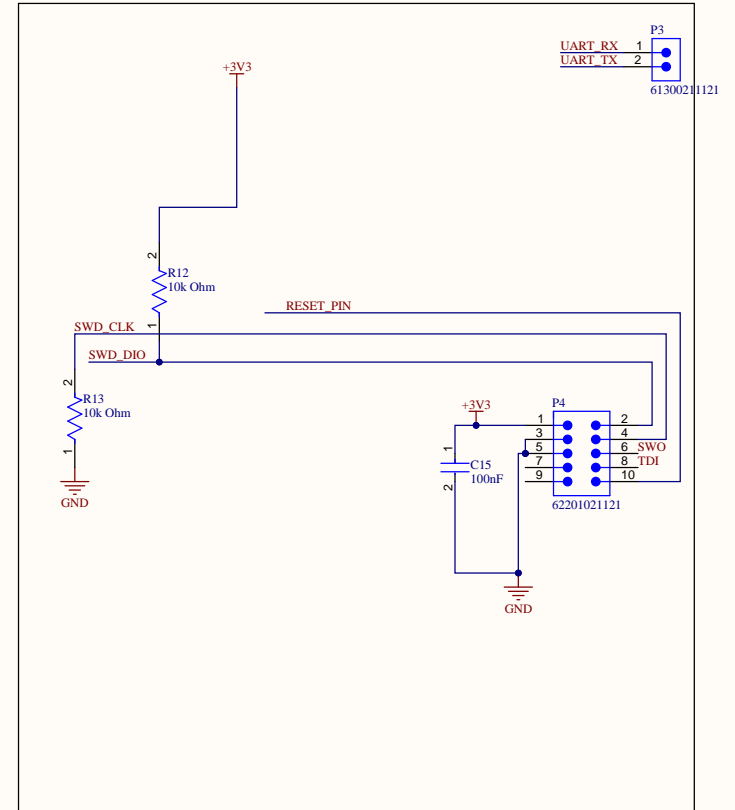 P3
UART_RX 1
UART_TX 2
61300211121
+3V3
2
R12
10k Ohm
1
RESET_PIN
SWD_CLK
SWD_DIO
2
R13
10k Ohm
1
GND
+3V3
P4
1 2
3 4
5 6 SWO
7 8 TDI
9 10
62201021121
1
C15
100nF
2
GND